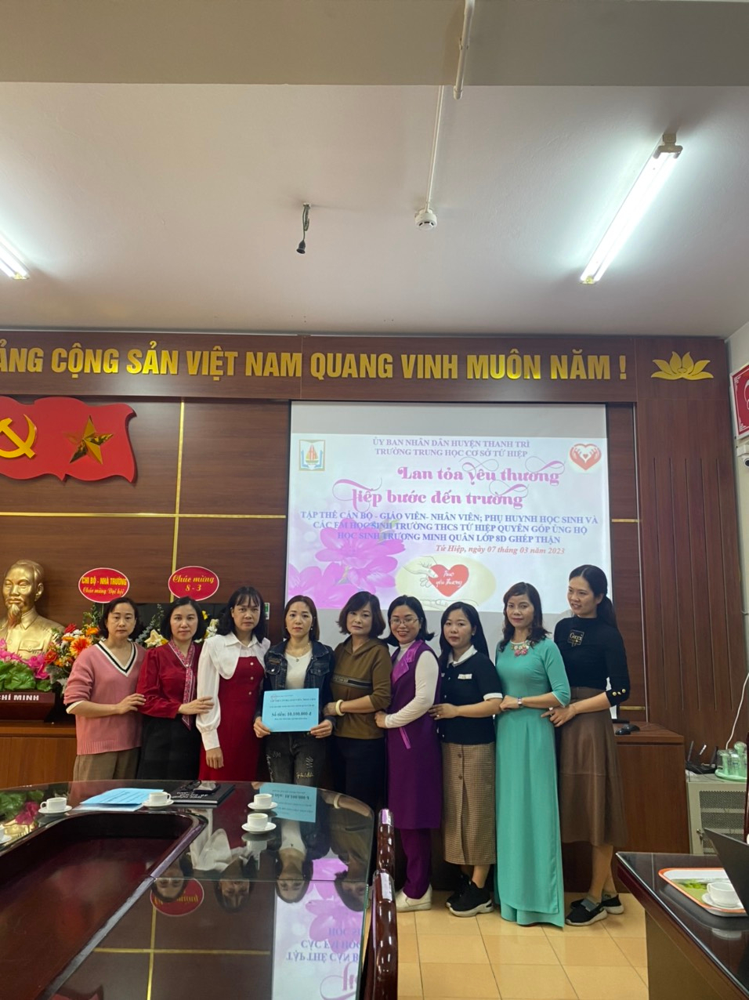 ẢNG CỘNG SẢN VIỆT NAM QUANG VINH MUÔN NĂM !
ỦY BAN NHÂN DÂN HUYỆN THANH TRÌ
TRƯỜNG TRUNG HỌC CƠ SỞ TỨ HIỆP
Lan tỏa yêu thương
Tiếp bước đến trường
TẬP THỂ CÁN BỘ - GIÁO VIÊN- NHÂN VIÊN; PHỤ HUYNH HỌC SINH VÀ
CÁC EM HỌC SINH TRƯỜNG THCS TỨ HIỆP QUYÊN GÓP ỦNG HỘ
HỌC SINH TRƯƠNG MINH QUÂN LỚP 8D GHÉP THẬN
Tứ Hiệp, ngày 07 tháng 03 năm 2023
Trao
yêu thương
CHI BỘ - NHÀ TRƯỜNG
Chúc mừng Đại hội
Chúc mừng
8 - 3
CHÍ MINH
Số tiền: 10.100.000 đ
Gucci